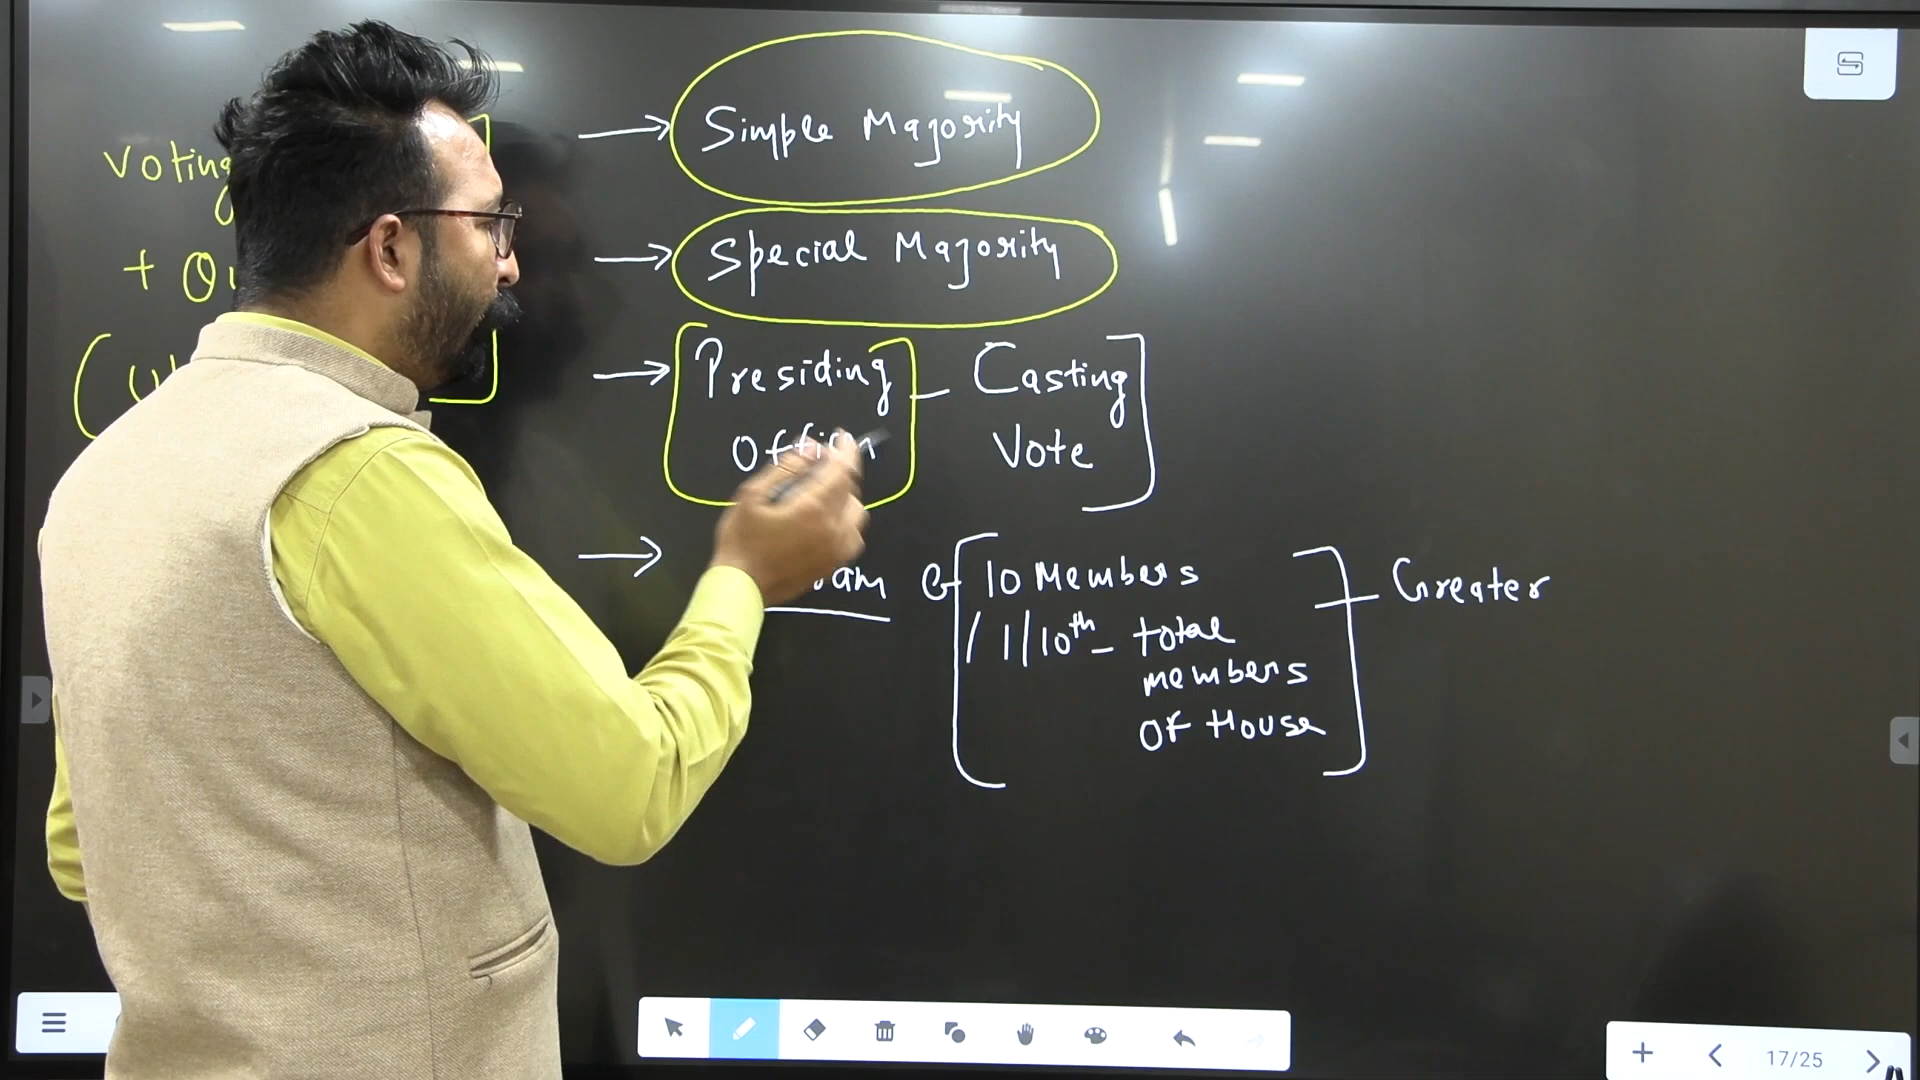 voting
→ Simple Majority
+ Qu
→ Special Majority
→ Presiding – Casting
Officer Vote
→ 10 Members – Greater
/ 1/10th – total
members
of House
17/25